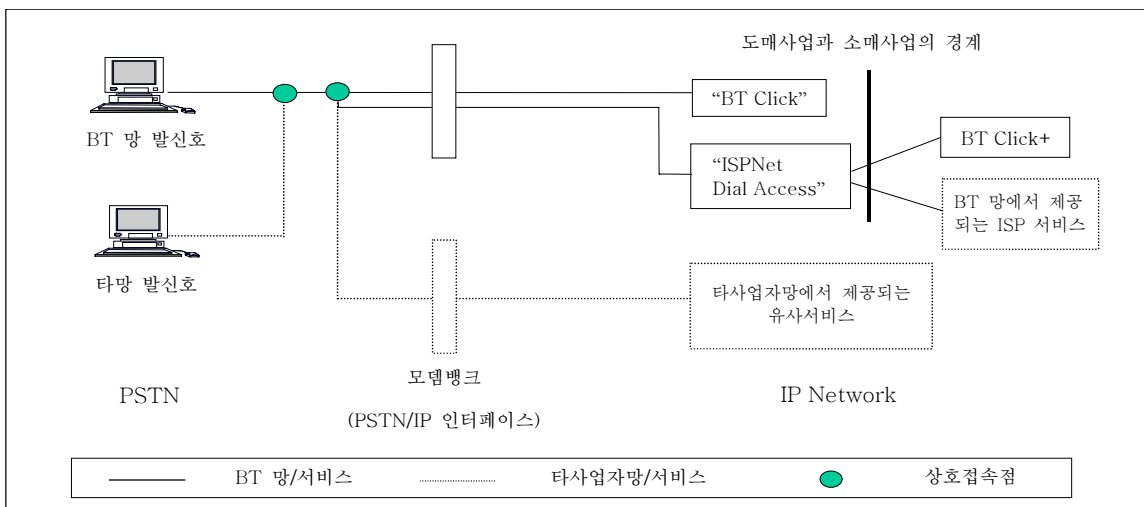 도매사업과 소매사업의 경계
BT 망 발신호
“BT Click”
BT Click+
“ISPNet
Dial Access”
BT 망에서 제공
되는 ISP 서비스
타망 발신호
타사업자망에서 제공되는
유사서비스
모뎀뱅크
(PSTN/IP 인터페이스)
PSTN
IP Network
BT 망/서비스
타사업자망/서비스
상호접속점